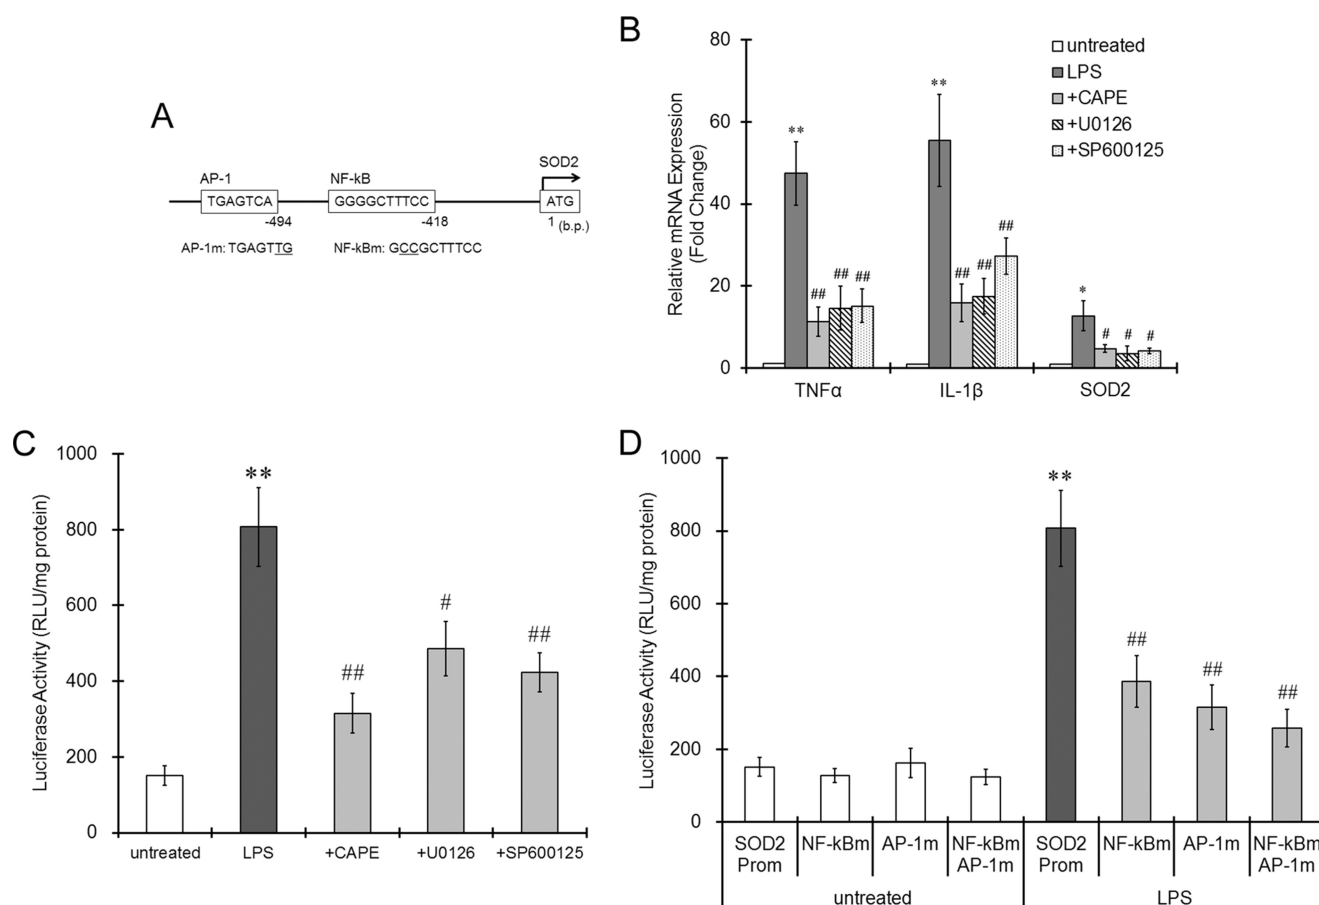 A
SOD2
AP-1
NF-kB
TGAGTCA
GGGGCTTTCC
ATG
-494
-418
1 (b.p.)
AP-1m: TGAGTTG
NF-kBm: GCCGCTTTCC
B
Relative mRNA Expression
(Fold Change)
80
60
40
20
0
untreated
LPS
+CAPE
+U0126
+SP600125
**
##
##
##
**
##
##
##
*
#
#
#
TNFα
IL-1β
SOD2
C
Luciferase Activity (RLU/mg protein)
1000
800
600
400
200
0
**
##
#
##
untreated
LPS
+CAPE
+U0126
+SP600125
D
Luciferase Activity (RLU/mg protein)
1000
800
600
400
200
0
**
##
##
##
SOD2
Prom
NF-kBm
AP-1m
NF-kBm
AP-1m
SOD2
Prom
NF-kBm
AP-1m
NF-kBm
AP-1m
untreated
LPS